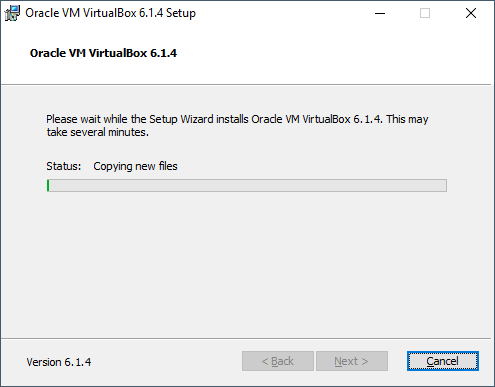 Oracle VM VirtualBox 6.1.4 Setup
Oracle VM VirtualBox 6.1.4
Please wait while the Setup Wizard installs Oracle VM VirtualBox 6.1.4. This may
take several minutes.
Status: Copying new files
Version 6.1.4 < Back Next > Cancel